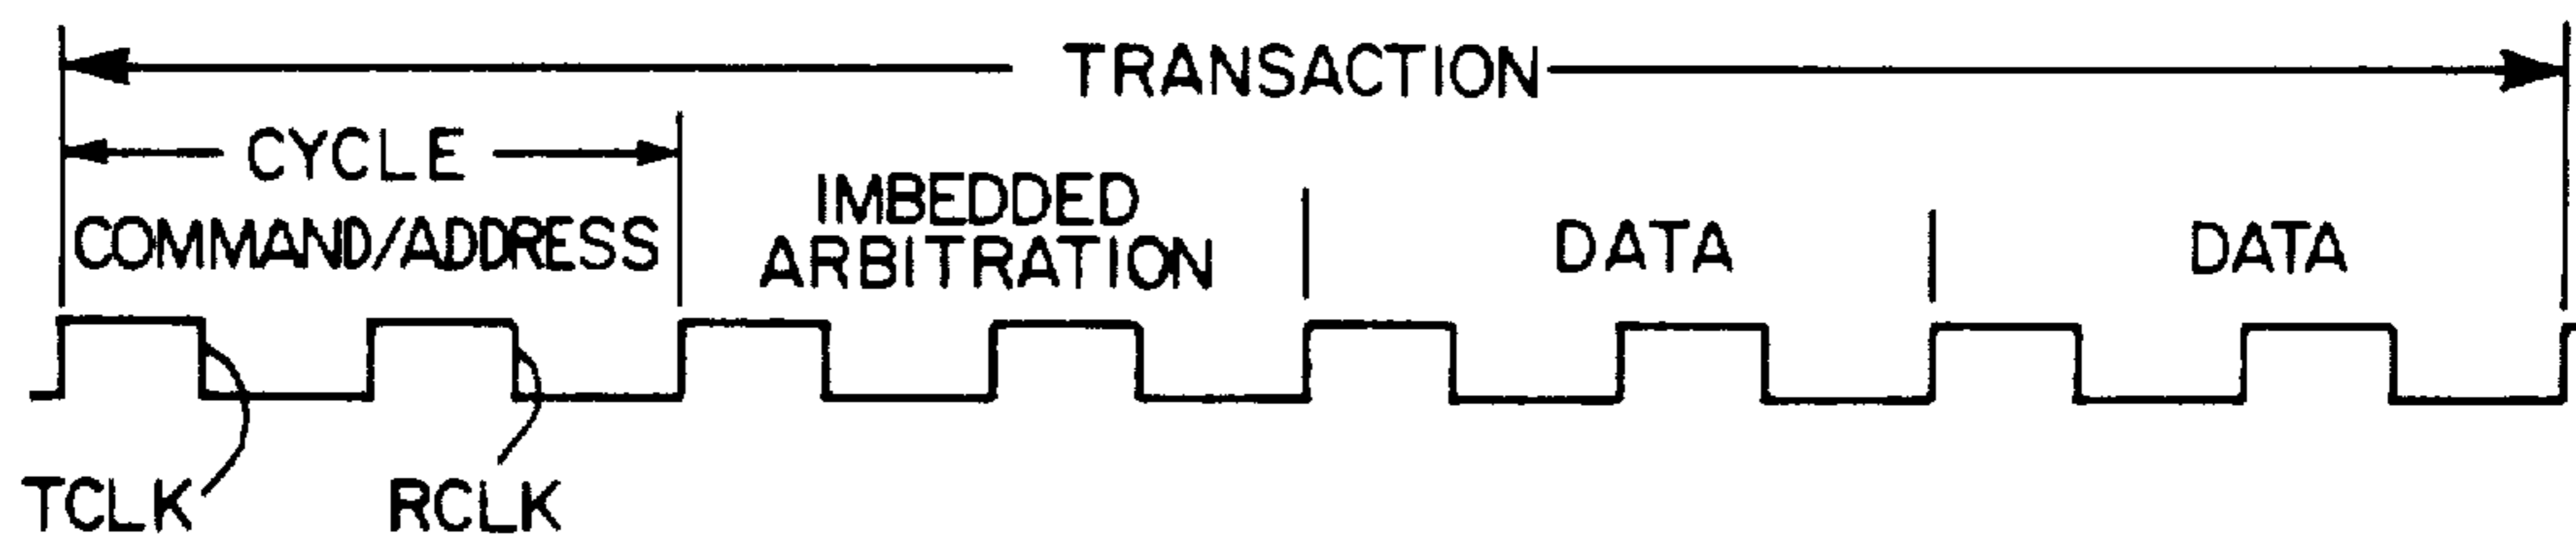 TRANSACTION
CYCLE
COMMAND/ADDRESS
IMBEDDED
ARBITRATION
DATA
DATA
TCLK
RCLK